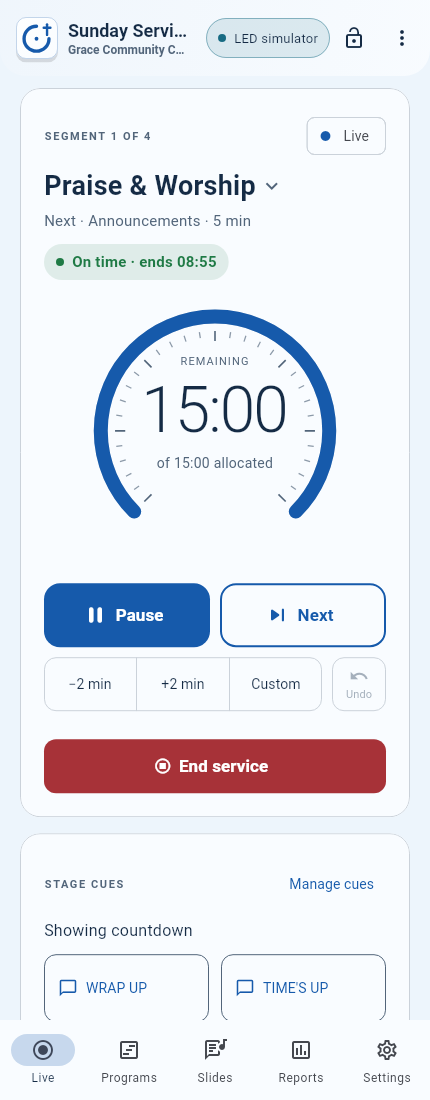 Sunday Servi...
Grace Community C...
LED simulator
SEGMENT 1 OF 4
Live
Praise & Worship
Next · Announcements · 5 min
On time · ends 08:55
REMAINING
15:00
of 15:00 allocated
Pause
Next
−2 min
+2 min
Custom
Undo
End service
STAGE CUES
Manage cues
Showing countdown
WRAP UP
TIME'S UP
Live
Programs
Slides
Reports
Settings